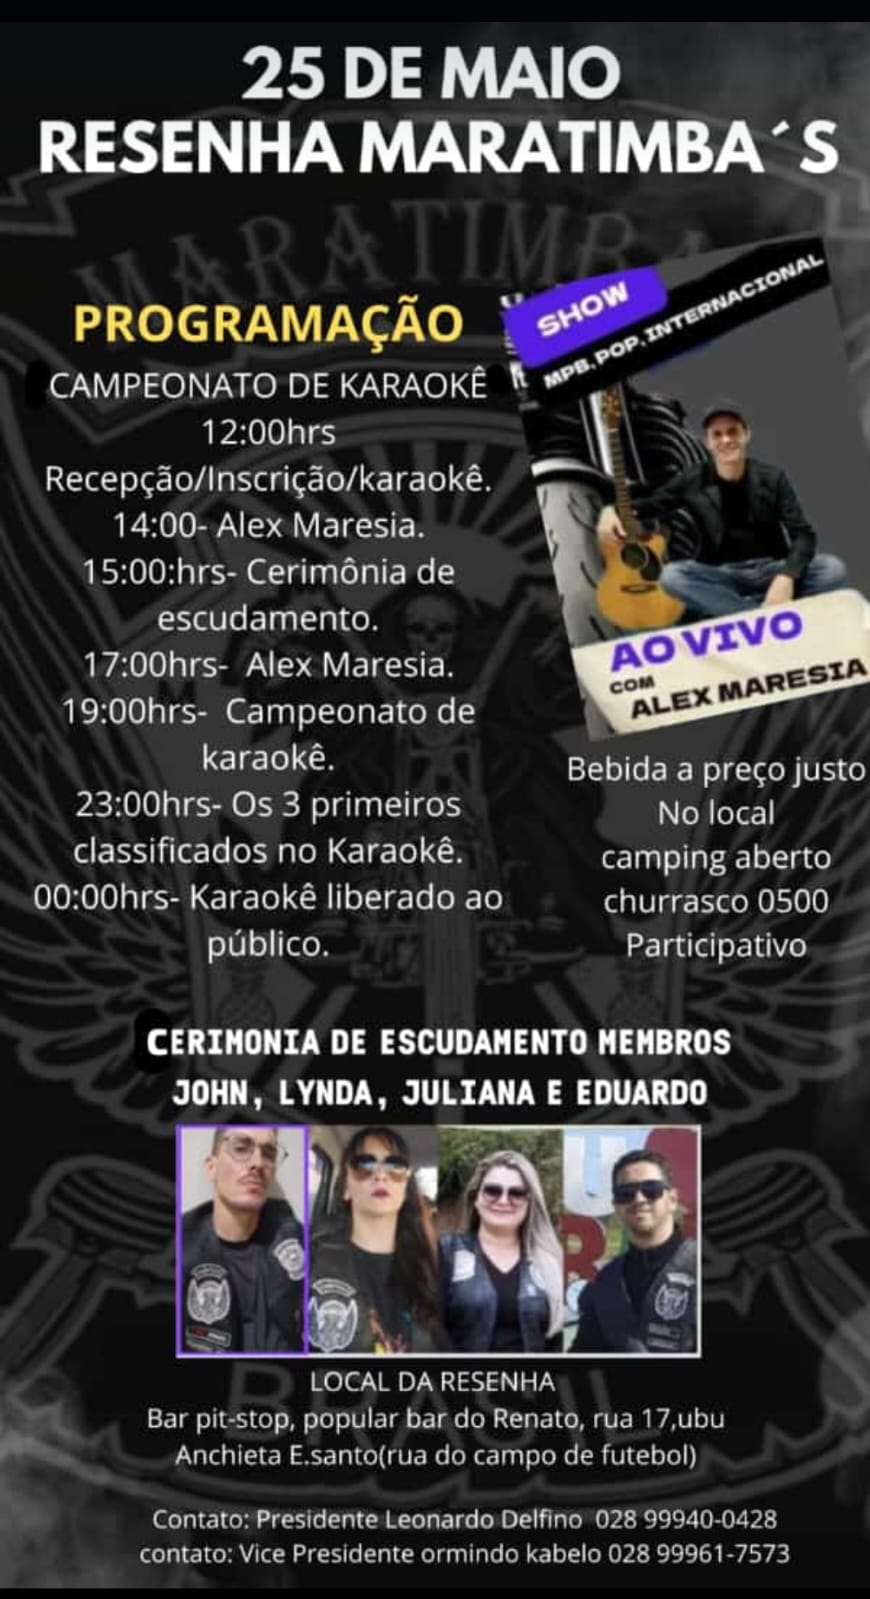 25 DE MAIO
RESENHA MARATIMBA´S
MARATIMBA
PROGRAMAÇÃO
CAMPEONATO DE KARAOKÊ
12:00hrs
Recepção/Inscrição/karaokê.
14:00- Alex Maresia.
15:00:hrs- Cerimônia de
escudamento.
17:00hrs-  Alex Maresia.
19:00hrs-  Campeonato de
karaokê.
23:00hrs- Os 3 primeiros
classificados no Karaokê.
00:00hrs- Karaokê liberado ao
público.
SHOW
MPB, POP, INTERNACIONAL
AO VIVO
COM
ALEX MARESIA
Bebida a preço justo
No local
camping aberto
churrasco 0500
Participativo
CERIMONIA DE ESCUDAMENTO MEMBROS
JOHN, LYNDA, JULIANA E EDUARDO
BRASIL
LOCAL DA RESENHA
Bar pit-stop, popular bar do Renato, rua 17,ubu
Anchieta E.santo(rua do campo de futebol)
Contato: Presidente Leonardo Delfino  028 99940-0428
contato: Vice Presidente ormindo kabelo 028 99961-7573